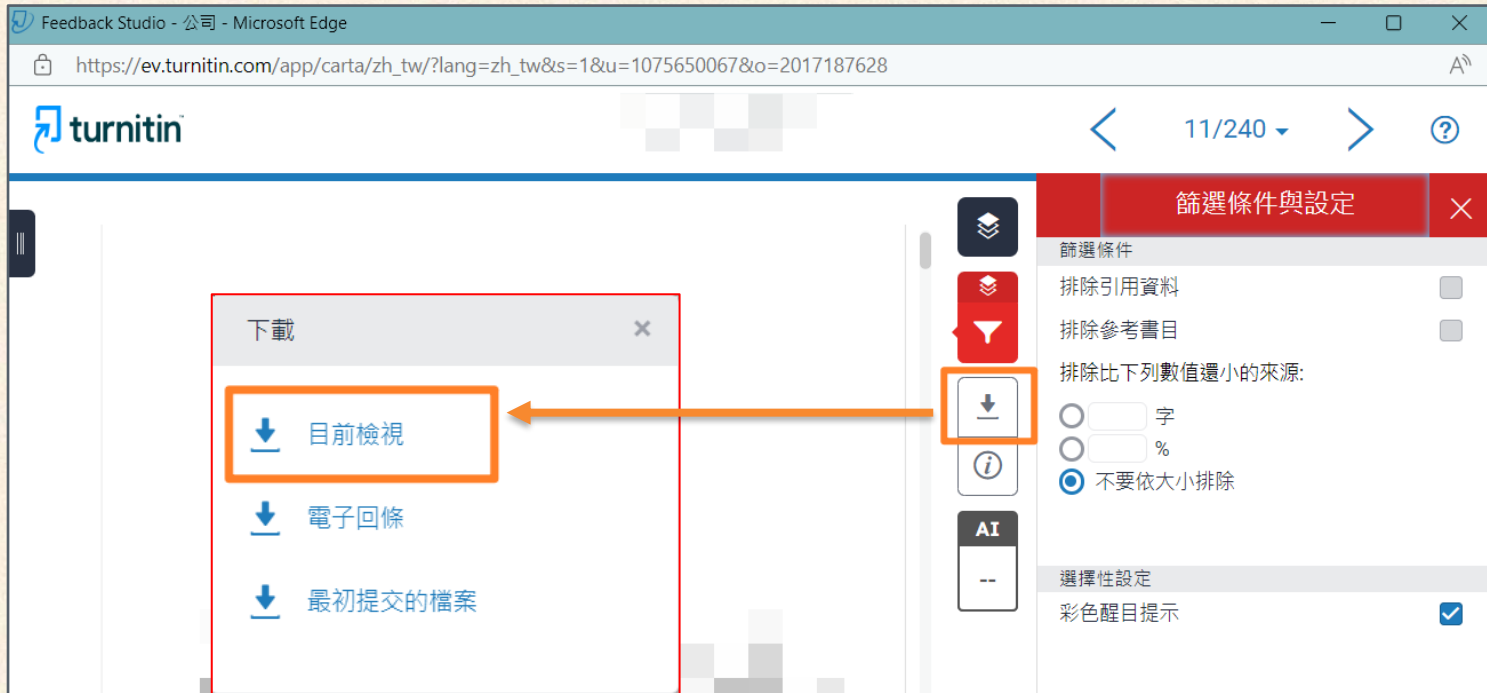 Feedback Studio - 公司 - Microsoft Edge
https://ev.turnitin.com/app/carta/zh_tw/?lang=zh_tw&s=1&u=1075650067&o=2017187628
turnitin
11/240
篩選條件與設定
篩選條件
排除引用資料
排除參考書目
排除比下列數值還小的來源:
字
%
不要依大小排除
選擇性設定
彩色醒目提示
AI
--
下載
目前檢視
電子回條
最初提交的檔案